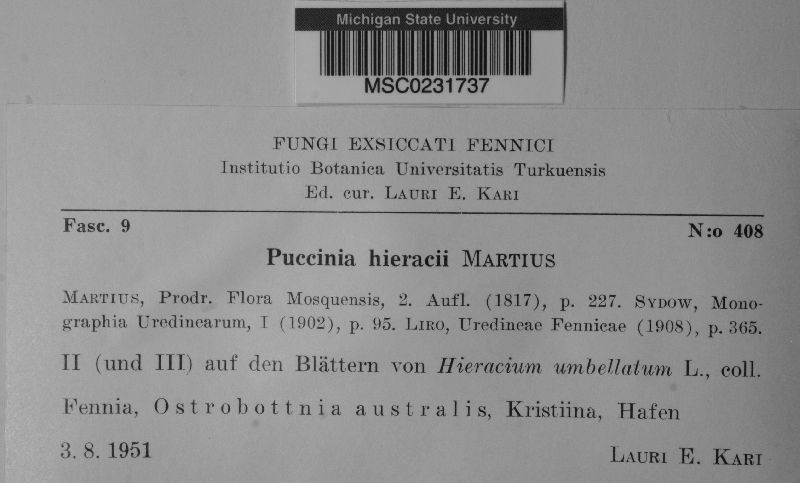 Michigan State University
MSC0231737
FUNGI EXSICCATI FENNICI
Institutio Botanica Universitatis Turkuensis
Ed. cur. LAURI E. KARI
Fasc. 9 N:o 408
Puccinia hieracii MARTIUS
MARTIUS, Prodr. Flora Mosquensis, 2. Aufl. (1817), p. 227. SYDOW, Mono-
graphia Uredinearum, I (1902), p. 95. LIRO, Uredineae Fennicae (1908), p. 365.
II (und III) auf den Blättern von Hieracium umbellatum L., coll.
Fennia, Ostrobottnia australis, Kristiina, Hafen
3. 8. 1951 LAURI E. KARI